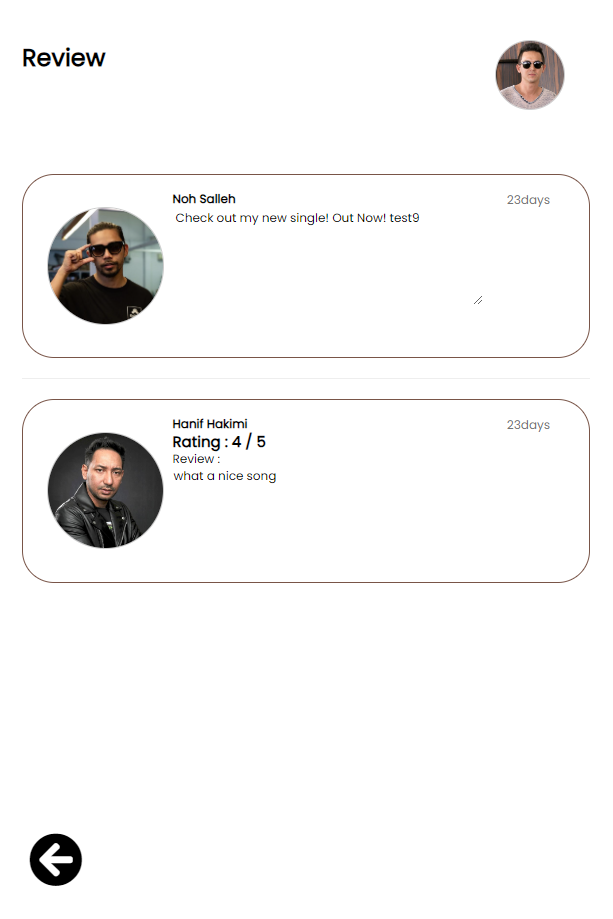 Review
Noh Salleh
23days
Check out my new single! Out Now! test9
Hanif Hakimi
23days
Rating : 4 / 5
Review :
what a nice song